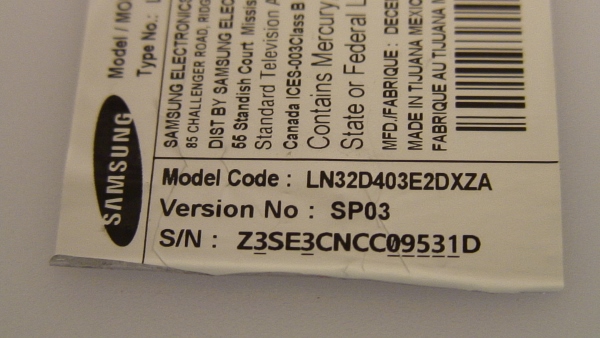 SAMSUNG
Model / MO
Type No.: L
SAMSUNG ELECTRONICS
85 CHALLENGER ROAD, RIDG
DIST BY SAMSUNG ELEC
55 Standish Court Missis
Standard Television A
Canada ICES-003Class B
Contains Mercury,
State or Federal L
MFD./FABRIQUE : DECE
MADE IN TIJUANA MEXIC
FABRIQUE AU TIJUANA
Model Code : LN32D403E2DXZA
Version No : SP03
S/N : Z3SE3CNCC09531D